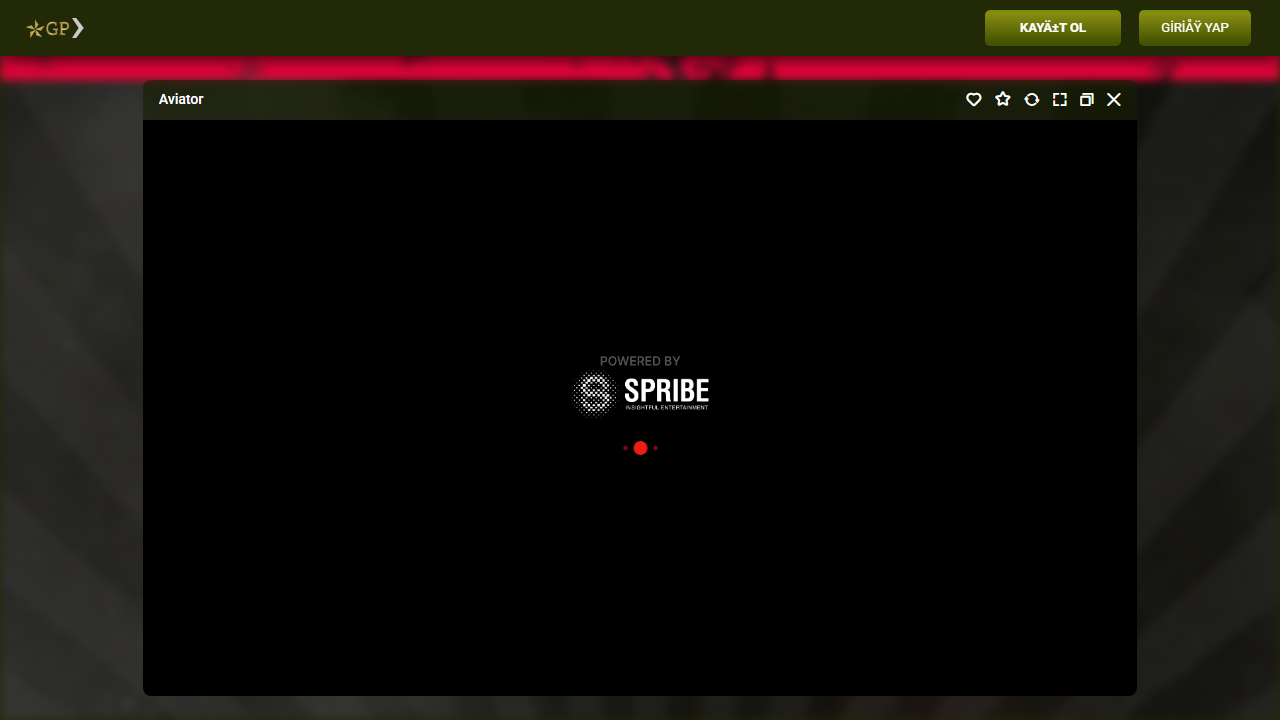 GP
KAYÄ±T OL
GİRİÅŸ YAP
Aviator
POWERED BY
SPRIBE
INSIGHTFUL ENTERTAINMENT